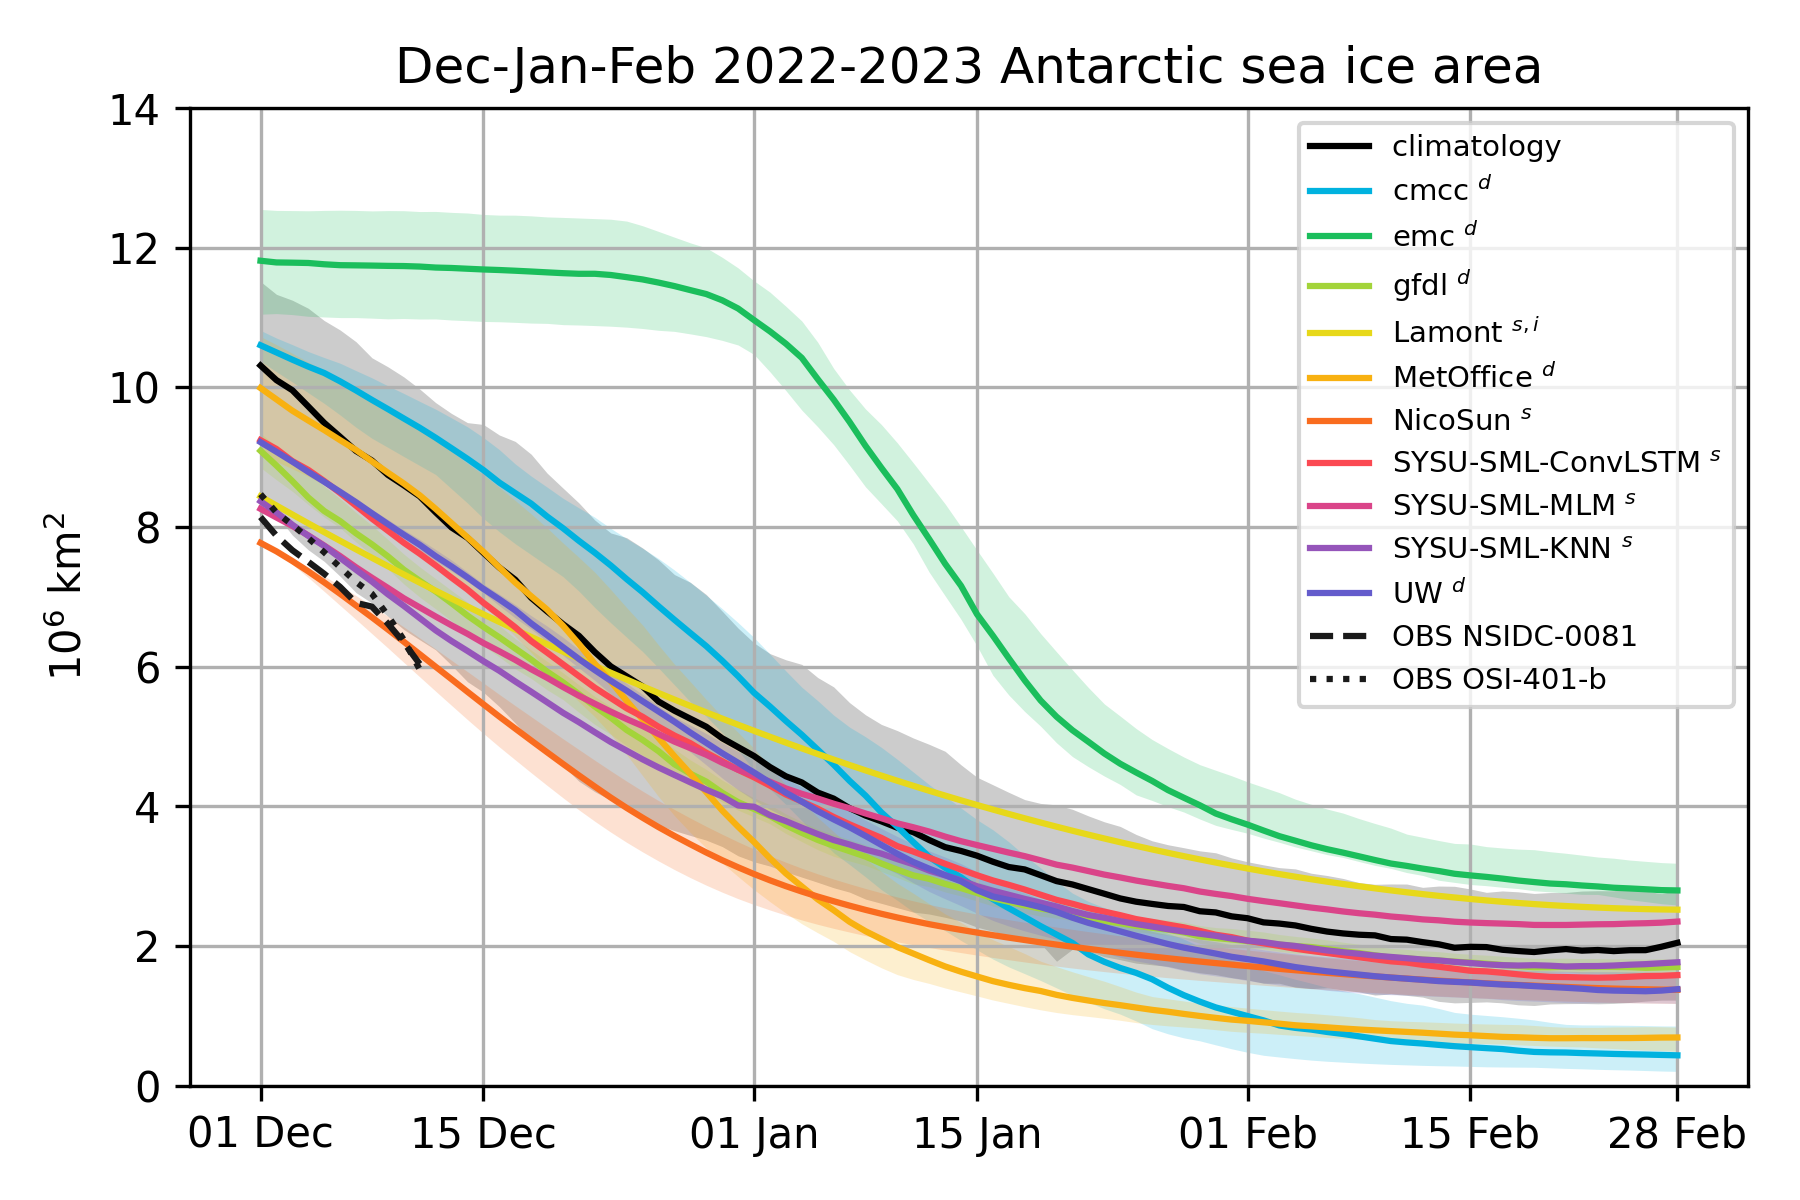 Dec-Jan-Feb 2022-2023 Antarctic sea ice area
10⁶ km²
14
12
10
8
6
4
2
0
01 Dec 15 Dec 01 Jan 15 Jan 01 Feb 15 Feb 28 Feb
climatology
cmcc ᵈ
emc ᵈ
gfdl ᵈ
Lamont ˢ,ⁱ
MetOffice ᵈ
NicoSun ˢ
SYSU-SML-ConvLSTM ˢ
SYSU-SML-MLM ˢ
SYSU-SML-KNN ˢ
UW ᵈ
OBS NSIDC-0081
OBS OSI-401-b